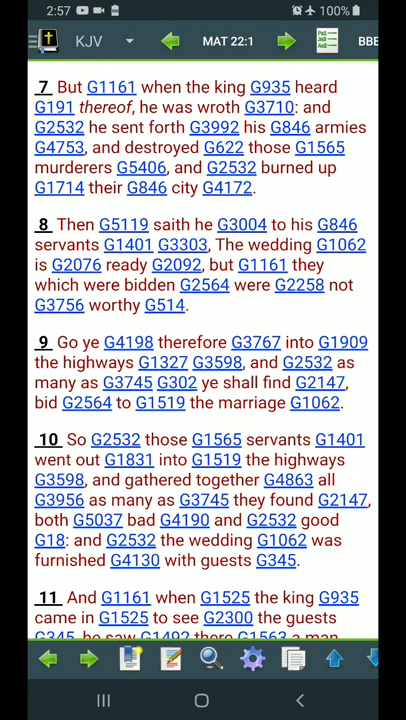 2:57 100%
KJV MAT 22:1 BBE
7 But G1161 when the king G935 heard
G191 thereof, he was wroth G3710: and
G2532 he sent forth G3992 his G846 armies
G4753, and destroyed G622 those G1565
murderers G5406, and G2532 burned up
G1714 their G846 city G4172.
8 Then G5119 saith he G3004 to his G846
servants G1401 G3303, The wedding G1062
is G2076 ready G2092, but G1161 they
which were bidden G2564 were G2258 not
G3756 worthy G514.
9 Go ye G4198 therefore G3767 into G1909
the highways G1327 G3598, and G2532 as
many as G3745 G302 ye shall find G2147,
bid G2564 to G1519 the marriage G1062.
10 So G2532 those G1565 servants G1401
went out G1831 into G1519 the highways
G3598, and gathered together G4863 all
G3956 as many as G3745 they found G2147,
both G5037 bad G4190 and G2532 good
G18: and G2532 the wedding G1062 was
furnished G4130 with guests G345.
11 And G1161 when G1525 the king G935
came in G1525 to see G2300 the guests
G345, he saw G1492 there G1563 a man